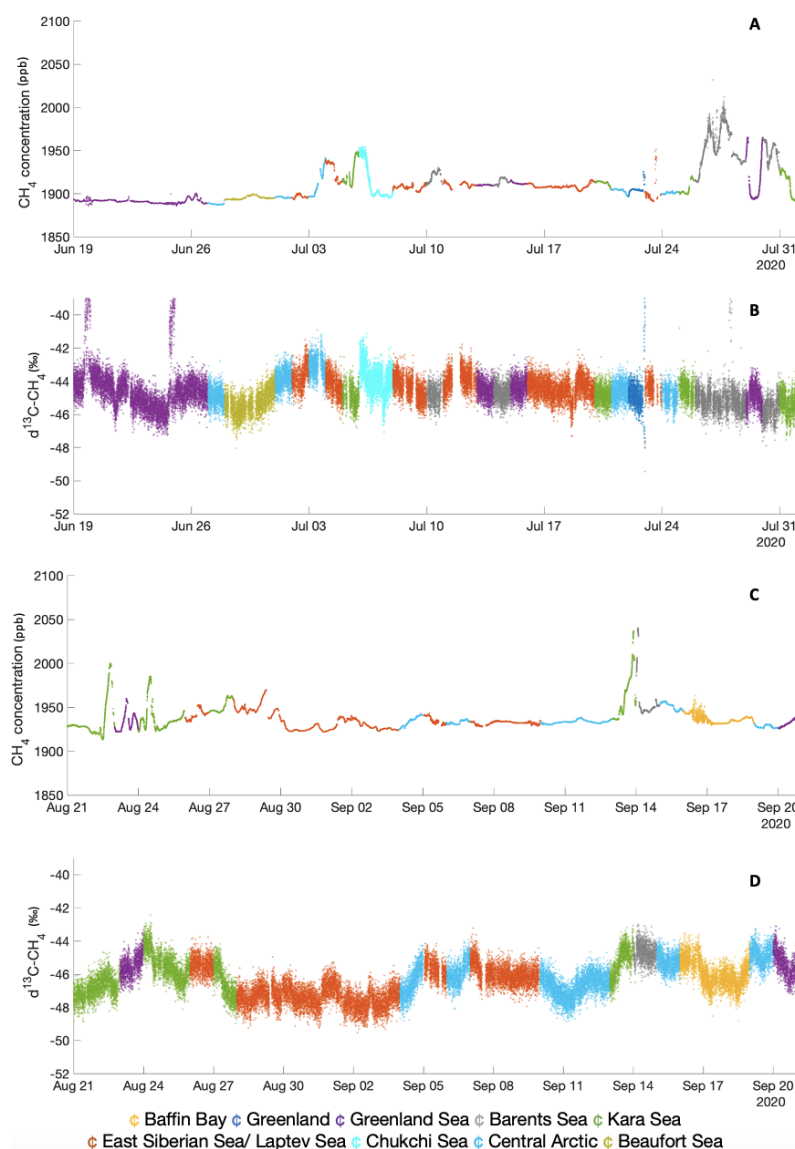 A
CH4 concentration (ppb)
2100
2050
2000
1950
1900
1850
Jun 19 Jun 26 Jul 03 Jul 10 Jul 17 Jul 24 Jul 31
2020
B
d13C-CH4 (‰)
-40
-42
-44
-46
-48
-50
-52
Jun 19 Jun 26 Jul 03 Jul 10 Jul 17 Jul 24 Jul 31
2020
C
CH4 concentration (ppb)
2100
2050
2000
1950
1900
1850
Aug 21 Aug 24 Aug 27 Aug 30 Sep 02 Sep 05 Sep 08 Sep 11 Sep 14 Sep 17 Sep 20
2020
D
d13C-CH4 (‰)
-40
-42
-44
-46
-48
-50
-52
Aug 21 Aug 24 Aug 27 Aug 30 Sep 02 Sep 05 Sep 08 Sep 11 Sep 14 Sep 17 Sep 20
2020
¢ Baffin Bay ¢ Greenland ¢ Greenland Sea ¢ Barents Sea ¢ Kara Sea
¢ East Siberian Sea/ Laptev Sea ¢ Chukchi Sea ¢ Central Arctic ¢ Beaufort Sea